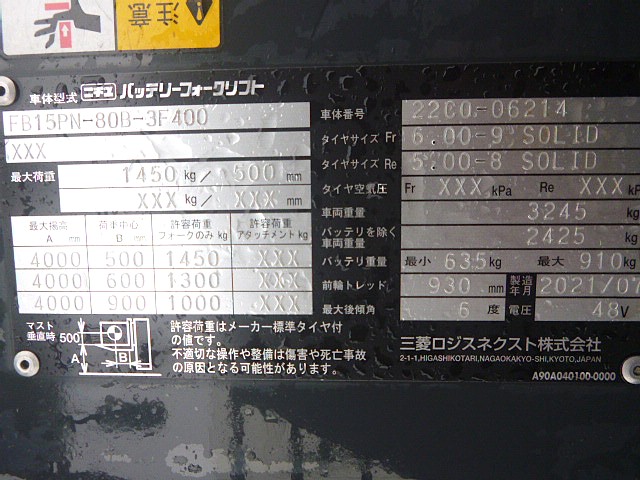 注意
車体型式 ニチユ バッテリーフォークリフト
FB15PN-80B-3F400
XXX
最大荷重 1450 kg/ 500 mm
XXX kg/ XXX mm
最大揚高 A mm 荷重中心 B mm 許容荷重 フォークのみ kg 許容荷重 アタッチメント kg
4000 500 1450 XXX
4000 600 1300 XXX
4000 900 1000 XXX
マスト垂直時 500 A B
許容荷重はメーカー標準タイヤ付
の値です。
不適切な操作や整備は傷害や死亡事故
の原因となる可能性があります。
車体番号 2200-06214
タイヤサイズ Fr 6.00-9 SOLID
タイヤサイズ Re 5.00-8 SOLID
タイヤ空気圧 Fr XXX kPa Re XXX kPa
車両重量 3245 kg
バッテリを除く車両重量 2425 kg
バッテリ重量 最小 635 kg 最大 910 kg
前輪トレッド 930 mm 製造年月 2021/07
最大後傾角 6 度 電圧 48V
三菱ロジスネクスト株式会社
2-1-1,HIGASHIKOTARI,NAGAOKAKYO-SHI,KYOTO,JAPAN
A90A040100-0000